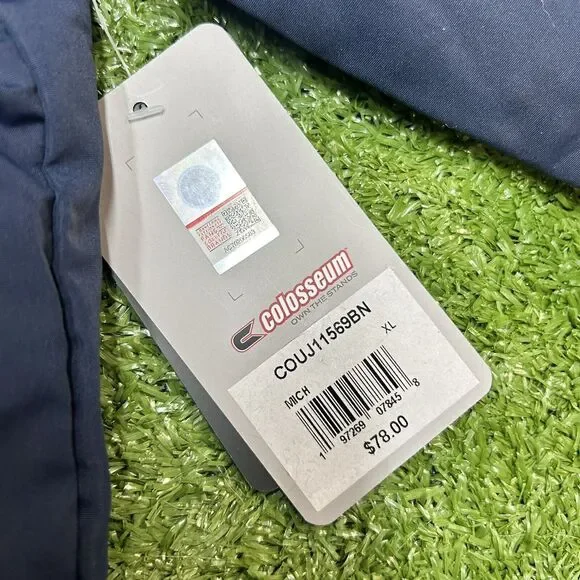 colosseum
OWN THE STANDS
COUJ11569BN
XL
MICH
1 97269 07845 8
$78.00